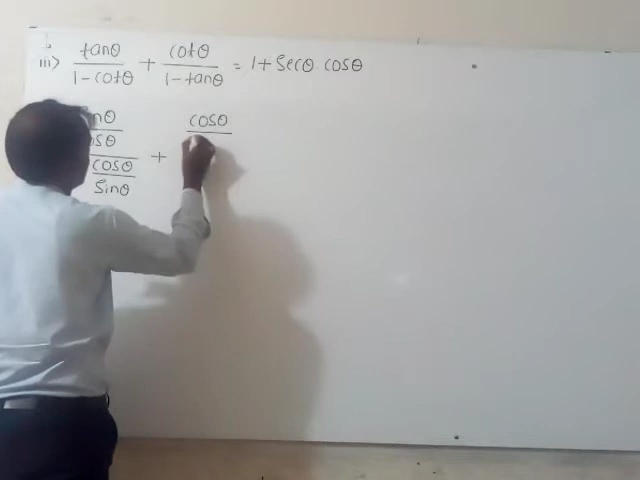 iii) tanθ/1-cotθ + cotθ/1-tanθ = 1+secθ.cosθ
cosθ
cosθ/sinθ +